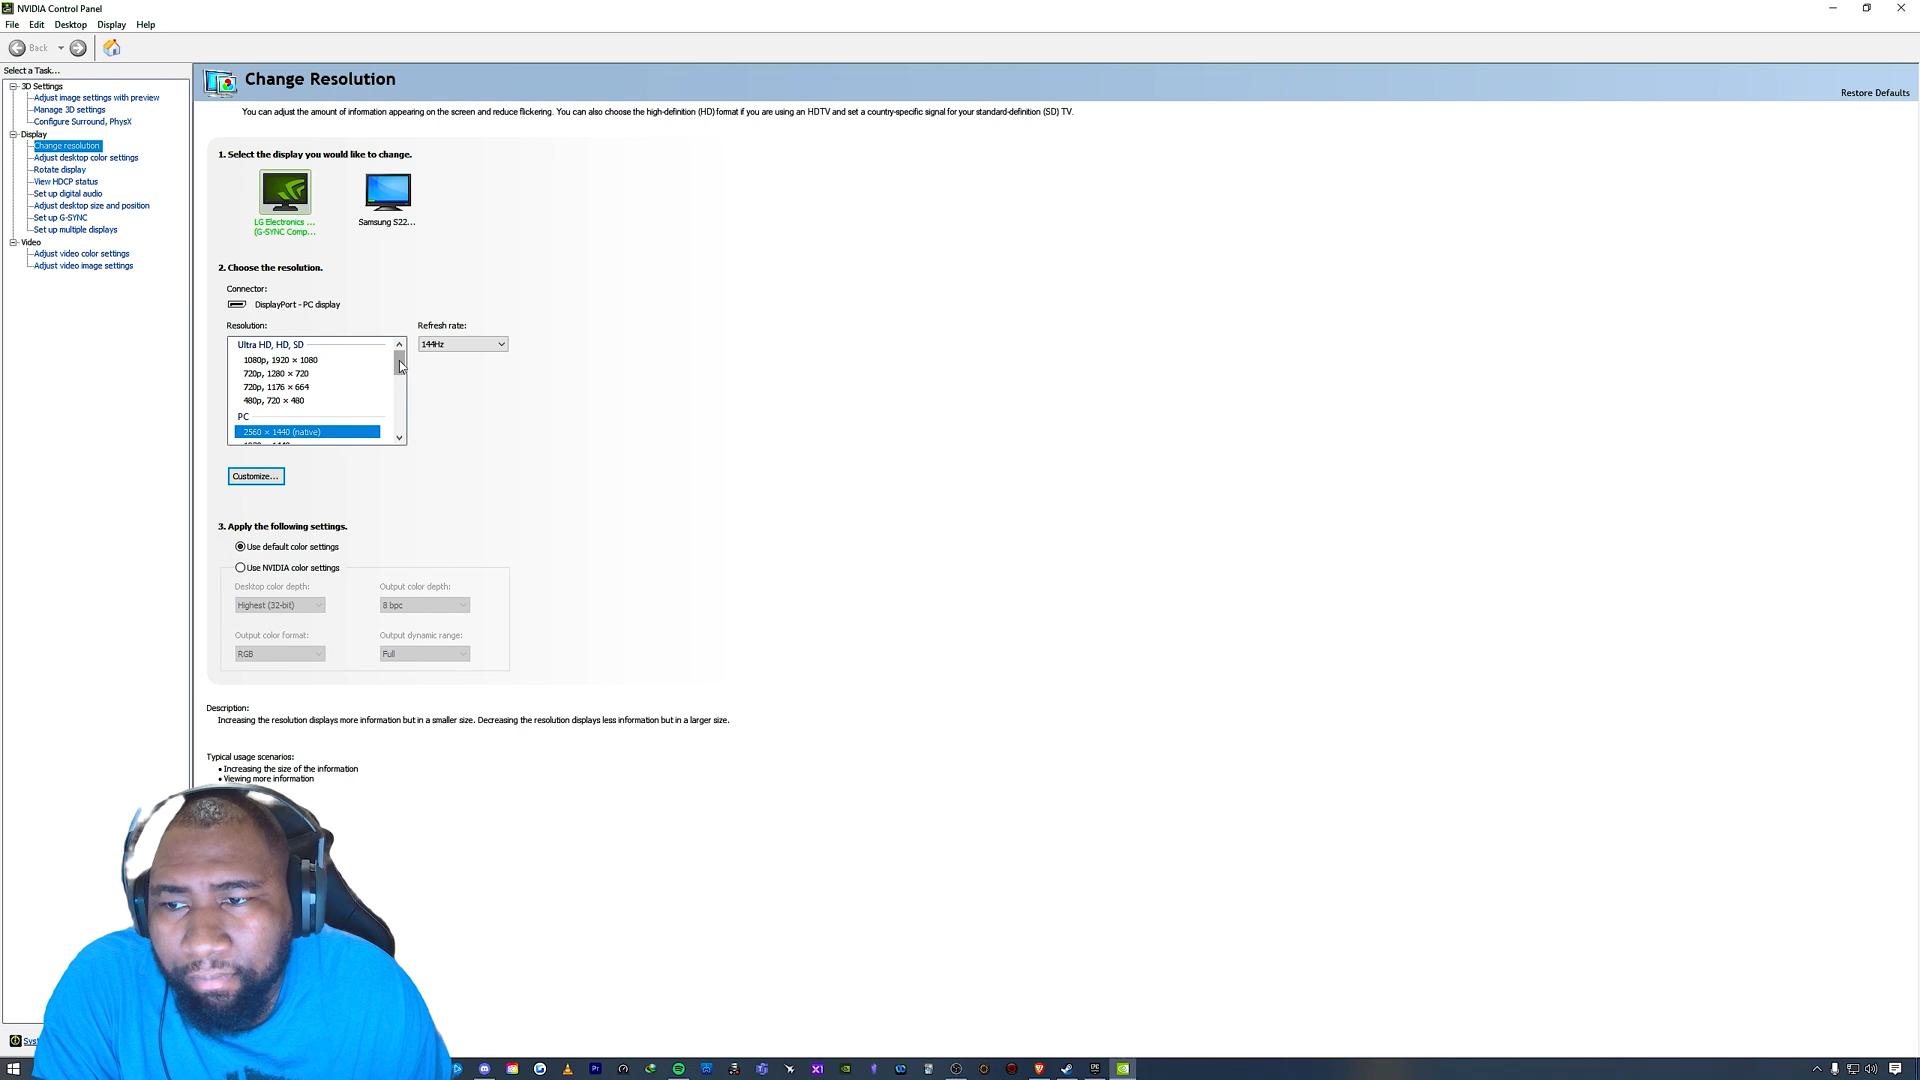 NVIDIA Control Panel
File Edit Desktop Display Help
Back
Select a Task...
3D Settings
Adjust image settings with preview
Manage 3D settings
Configure Surround, PhysX
Display
Change resolution
Adjust desktop color settings
Rotate display
View HDCP status
Set up digital audio
Adjust desktop size and position
Set up G-SYNC
Set up multiple displays
Video
Adjust video color settings
Adjust video image settings
Change Resolution
Restore Defaults
You can adjust the amount of information appearing on the screen and reduce flickering. You can also choose the high-definition (HD) format if you are using an HDTV and set a country-specific signal for your standard-definition (SD) TV.
1. Select the display you would like to change.
LG Electronics ...
(G-SYNC Comp...
Samsung S22...
2. Choose the resolution.
Connector:
DisplayPort - PC display
Resolution:
Refresh rate:
Ultra HD, HD, SD
144Hz
1080p, 1920 × 1080
720p, 1280 × 720
720p, 1176 × 664
480p, 720 × 480
PC
2560 × 1440 (native)
Customize...
3. Apply the following settings.
Use default color settings
Use NVIDIA color settings
Desktop color depth:
Output color depth:
Highest (32-bit)
8 bpc
Output color format:
Output dynamic range:
RGB
Full
Description:
Increasing the resolution displays more information but in a smaller size. Decreasing the resolution displays less information but in a larger size.
Typical usage scenarios:
• Increasing the size of the information
• Viewing more information
Pr
X1